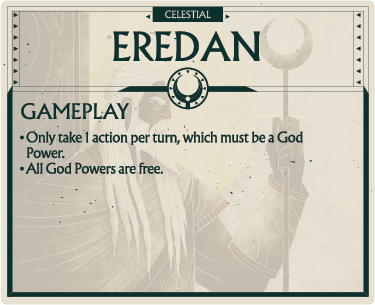 CELESTIAL
EREDAN
GAMEPLAY
• Only take 1 action per turn, which must be a God
Power.
• All God Powers are free.